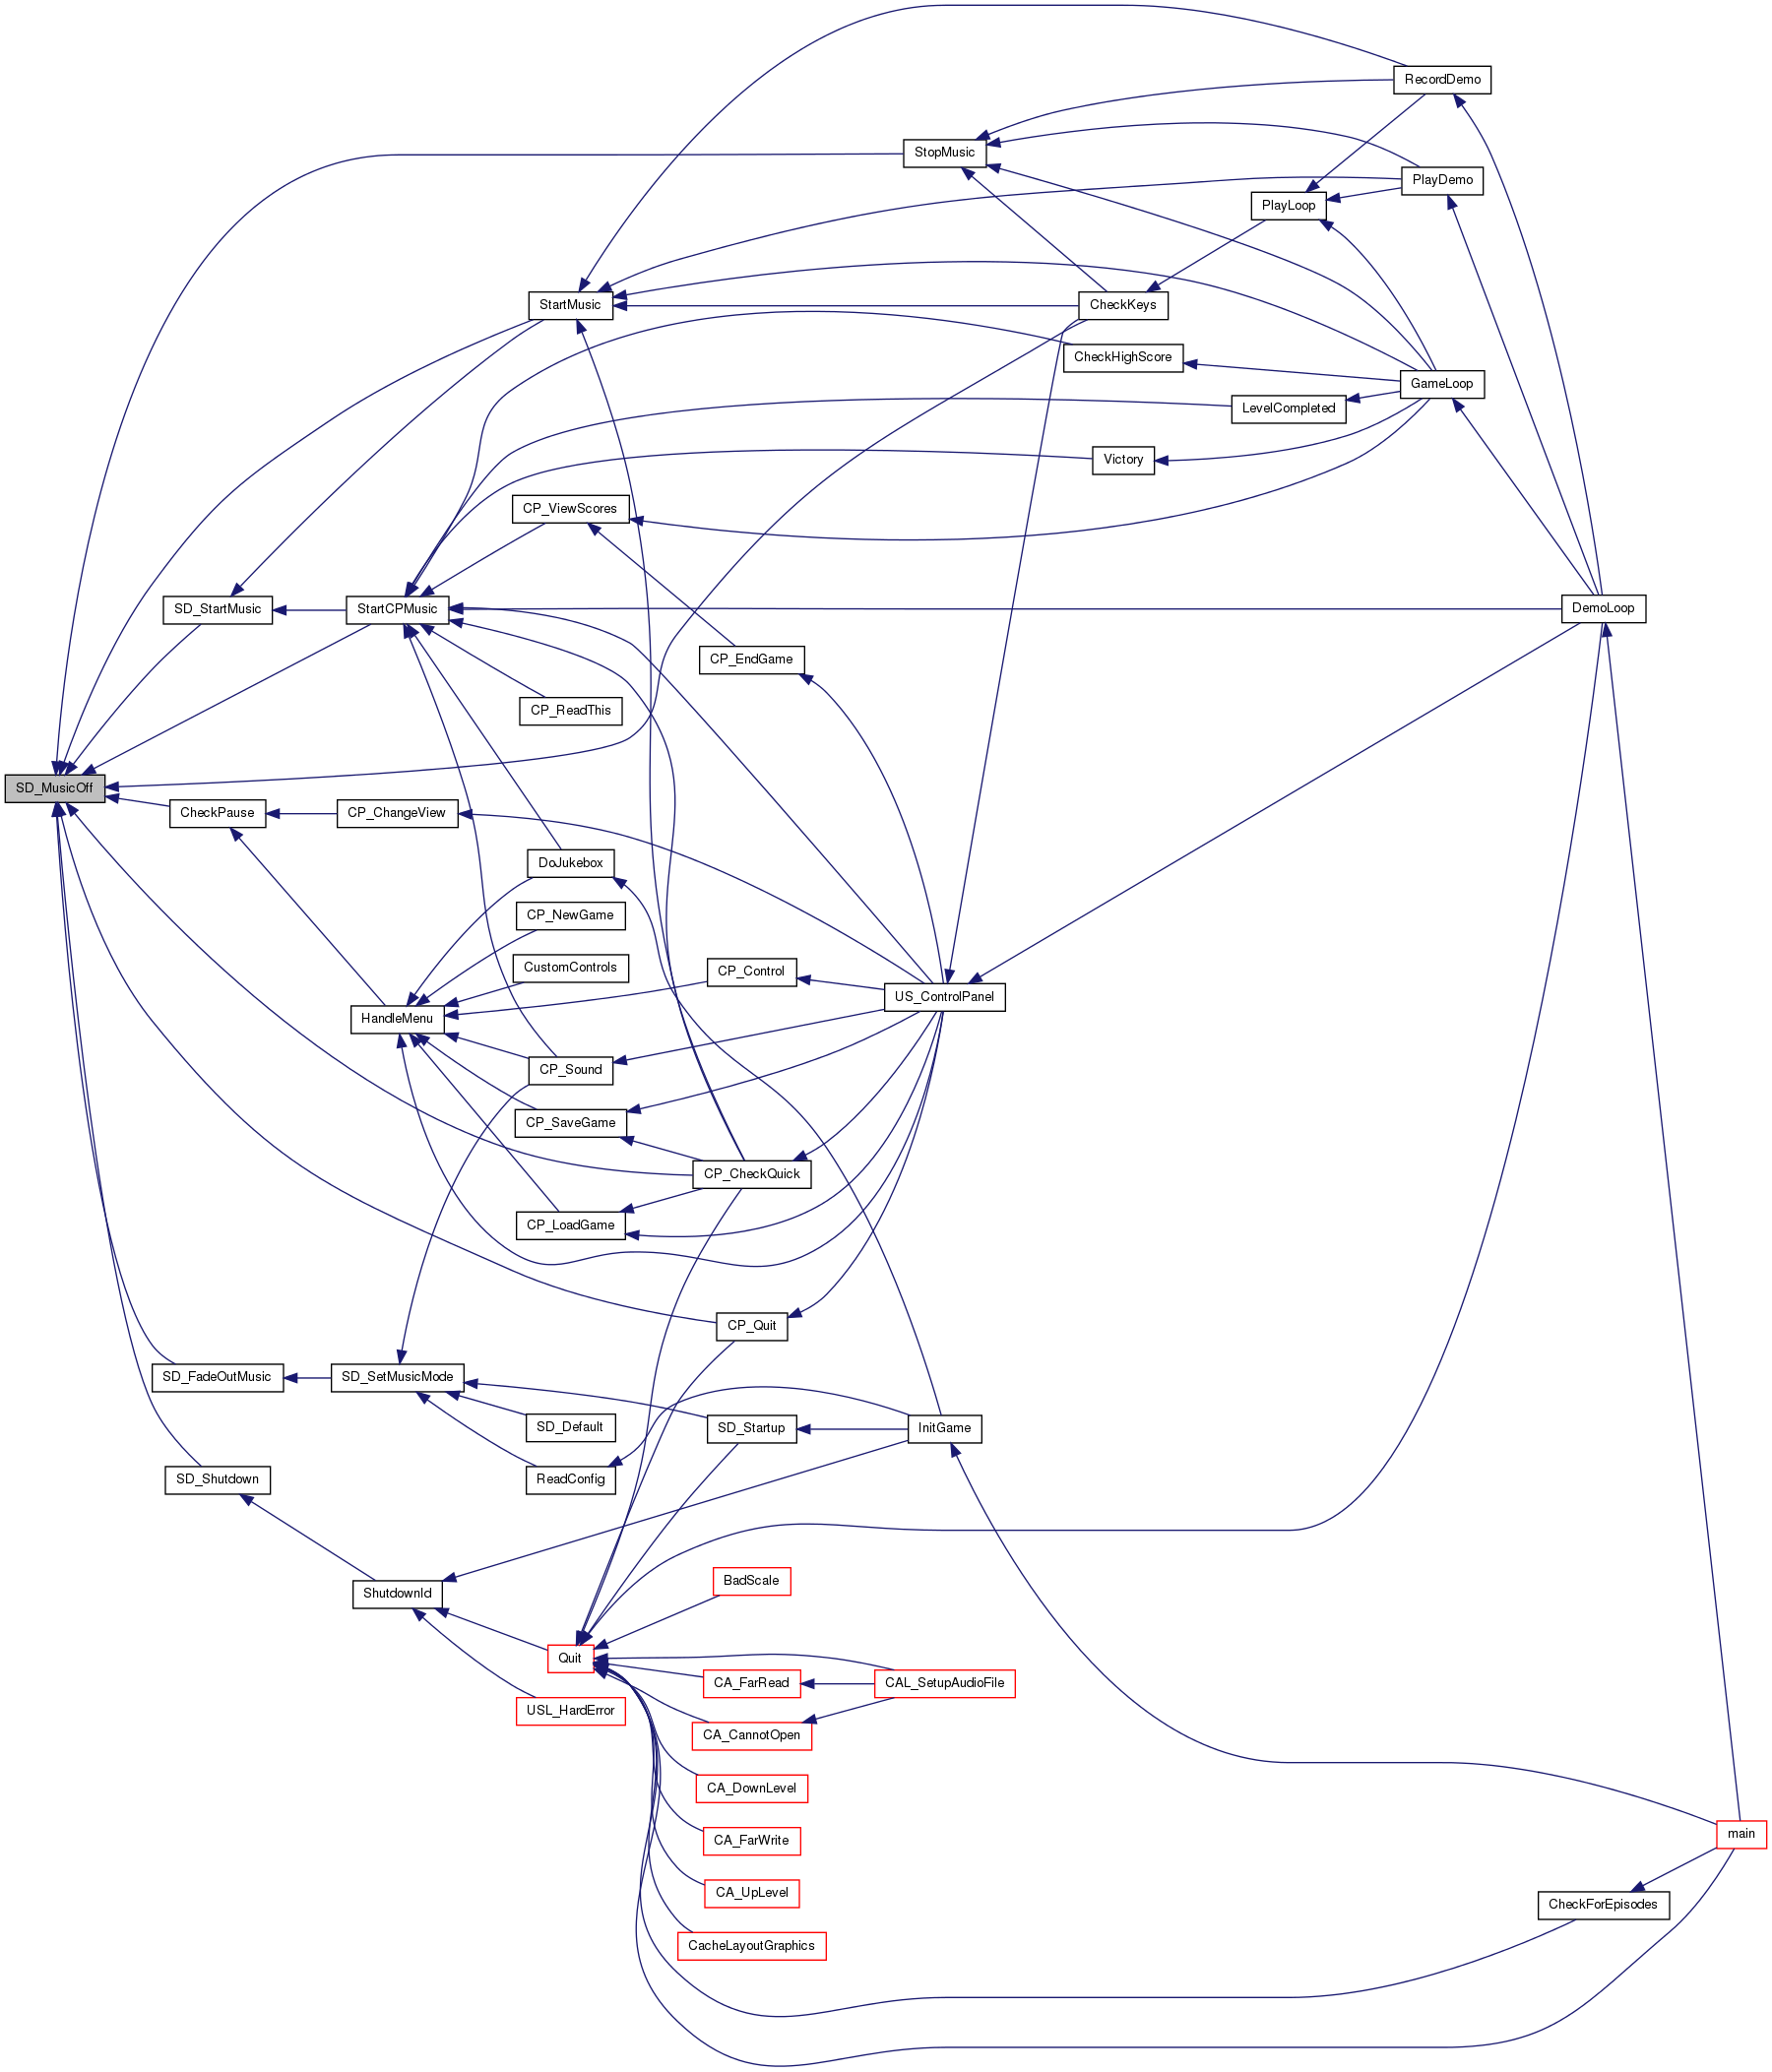 RecordDemo
StopMusic
PlayDemo
PlayLoop
StartMusic
CheckKeys
CheckHighScore
GameLoop
LevelCompleted
Victory
CP_ViewScores
SD_StartMusic
StartCPMusic
DemoLoop
CP_EndGame
CP_ReadThis
SD_MusicOff
CheckPause
CP_ChangeView
DoJukebox
CP_NewGame
CustomControls
CP_Control
US_ControlPanel
HandleMenu
CP_Sound
CP_SaveGame
CP_CheckQuick
CP_LoadGame
CP_Quit
SD_FadeOutMusic
SD_SetMusicMode
SD_Default
SD_Startup
InitGame
SD_Shutdown
ReadConfig
BadScale
ShutdownId
Quit
CA_FarRead
CAL_SetupAudioFile
USL_HardError
CA_CannotOpen
CA_DownLevel
CA_FarWrite
main
CA_UpLevel
CheckForEpisodes
CacheLayoutGraphics